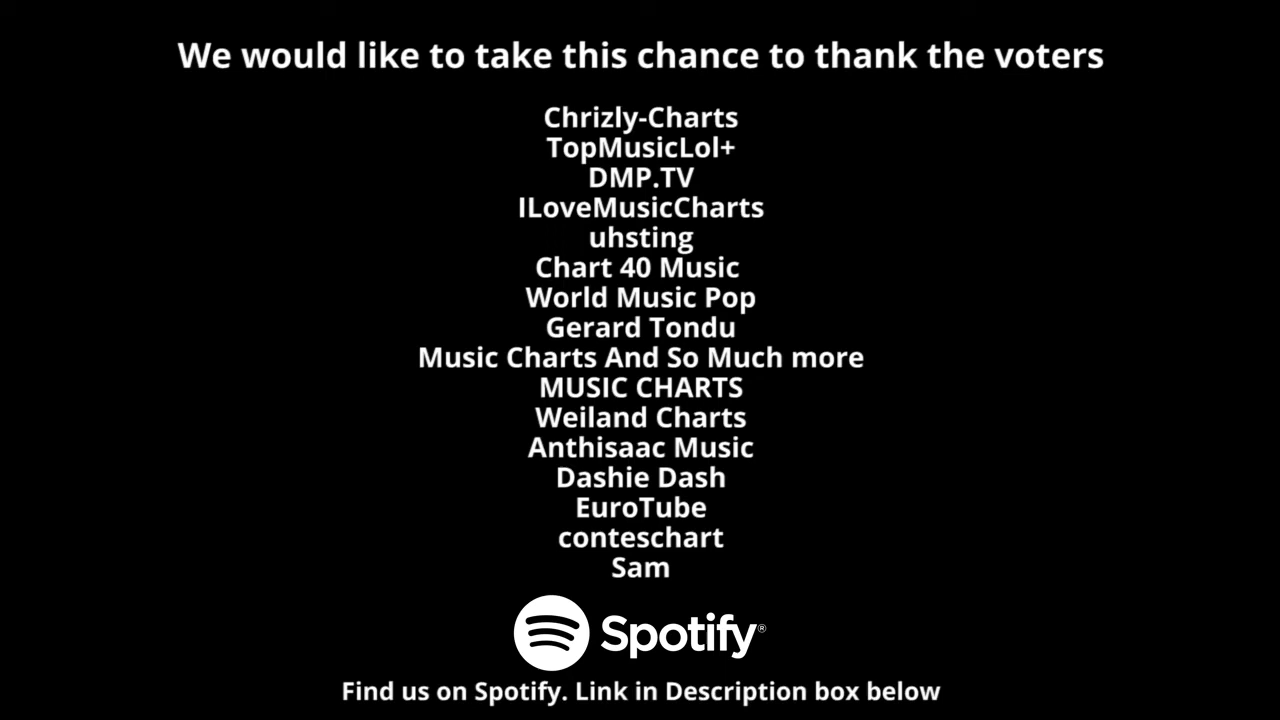 We would like to take this chance to thank the voters
Chrizly-Charts
TopMusicLol+
DMP.TV
ILoveMusicCharts
uhsting
Chart 40 Music
World Music Pop
Gerard Tondu
Music Charts And So Much more
MUSIC CHARTS
Weiland Charts
Anthisaac Music
Dashie Dash
EuroTube
conteschart
Sam
Spotify®
Find us on Spotify. Link in Description box below